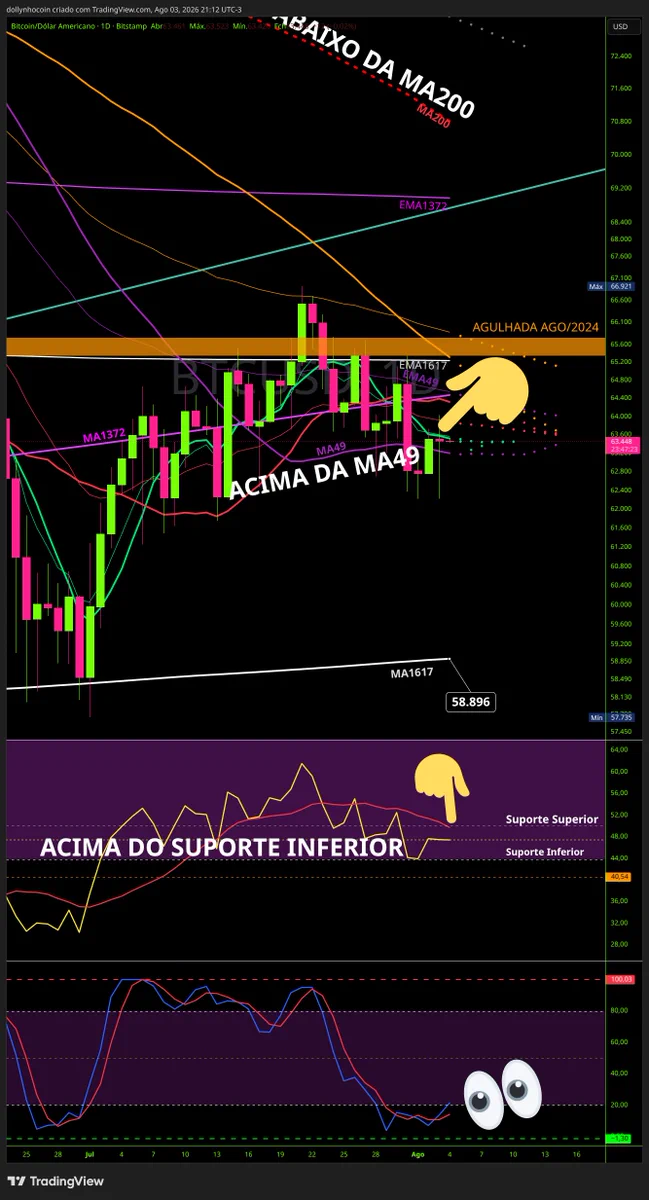 dollynhocoin criado com TradingView.com, Ago 03, 2026 21:12 UTC-3
Bitcoin/Dólar Americano · 1D · Bitstamp
USD
ABAIXO DA MA200
MA200
72.400
71.600
70.800
70.000
69.200
EMA1372
68.400
68.000
67.600
67.100
Máx 66.921
66.600
66.100
AGULHADA AGO/2024
65.600
65.200
EMA1617
EMA49
64.800
64.400
64.000
63.600
MA1372
MA49
63.448
23:47:23
ACIMA DA MA49
62.800
62.400
62.000
61.600
61.200
60.800
60.400
60.000
59.600
59.200
58.850
58.490
58.130
MA1617
58.896
Mín 57.735
57.450
64,00
60,00
56,00
52,00
Suporte Superior
48,00
ACIMA DO SUPORTE INFERIOR
Suporte Inferior
44,00
40,54
36,00
32,00
28,00
100,03
80,00
60,00
40,00
20,00
−1,30
25 28 Jul 4 7 10 13 16 19 22 25 28 Ago 4 7 10 13 16
TradingView